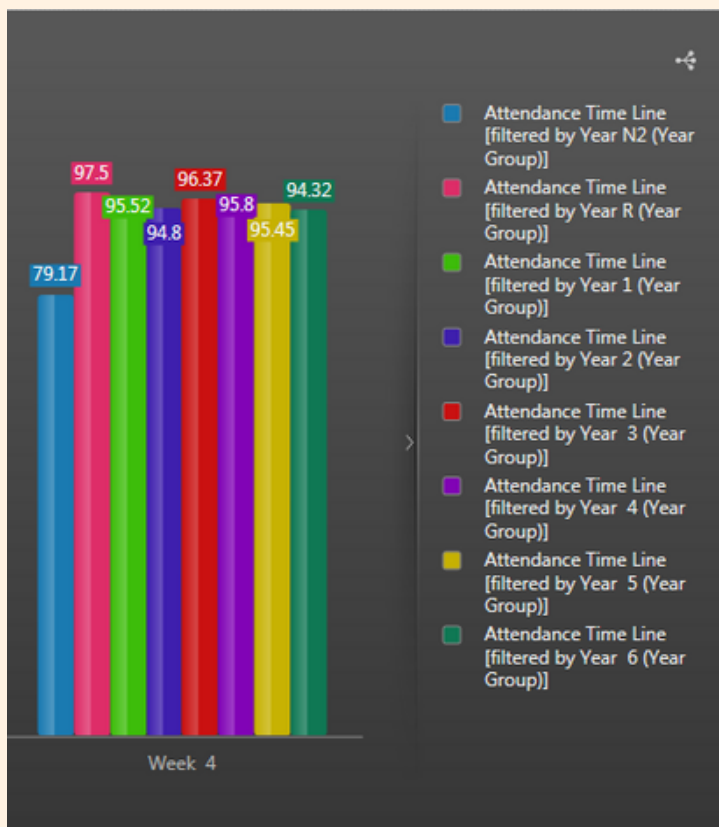 97.5
96.37
95.52
95.8
94.32
94.8
95.45
79.17
Week 4
Attendance Time Line
[filtered by Year N2 (Year
Group)]
Attendance Time Line
[filtered by Year R (Year
Group)]
Attendance Time Line
[filtered by Year 1 (Year
Group)]
Attendance Time Line
[filtered by Year 2 (Year
Group)]
Attendance Time Line
[filtered by Year  3 (Year
Group)]
Attendance Time Line
[filtered by Year  4 (Year
Group)]
Attendance Time Line
[filtered by Year  5 (Year
Group)]
Attendance Time Line
[filtered by Year  6 (Year
Group)]